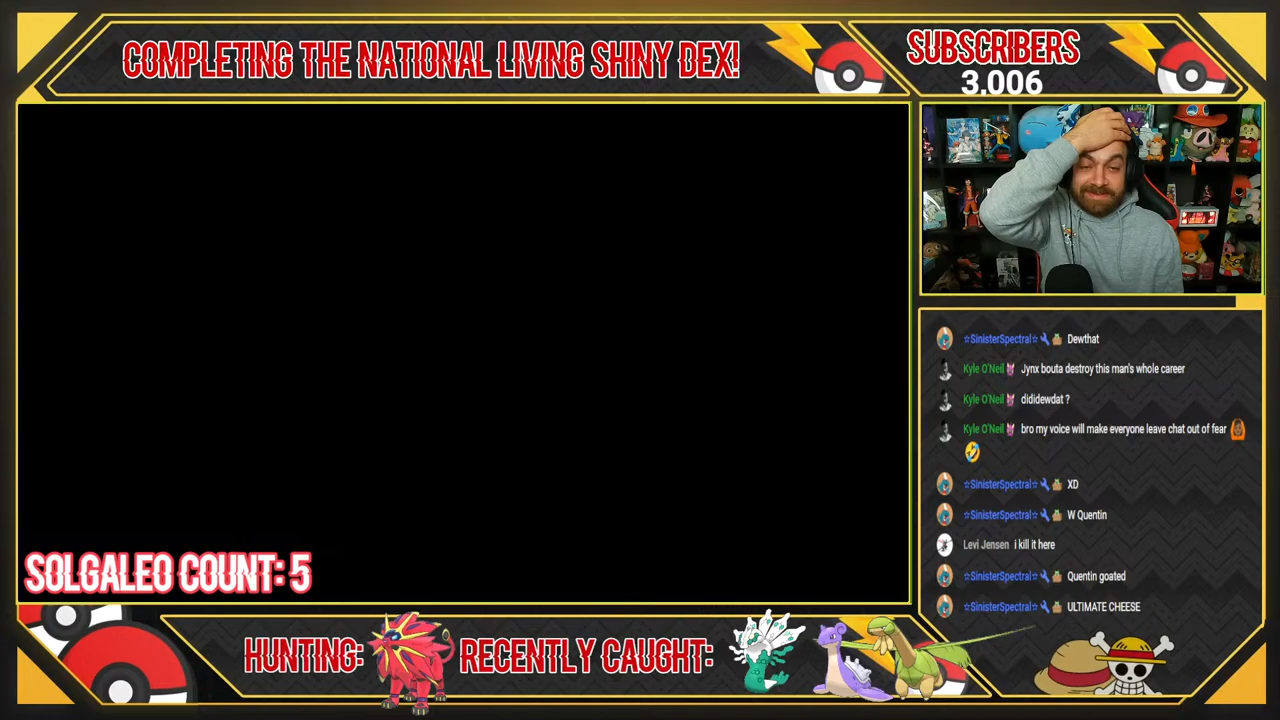 COMPLETING THE NATIONAL LIVING SHINY DEX!
SUBSCRIBERS
3,006
☆SinisterSpectral☆ Dewthat
Kyle O'Neil Jynx bouta destroy this man's whole career
Kyle O'Neil dididewdat ?
Kyle O'Neil bro my voice will make everyone leave chat out of fear
☆SinisterSpectral☆ XD
☆SinisterSpectral☆ W Quentin
Levi Jensen i kill it here
☆SinisterSpectral☆ Quentin goated
☆SinisterSpectral☆ ULTIMATE CHEESE
SOLGALEO COUNT: 5
HUNTING:
RECENTLY CAUGHT: